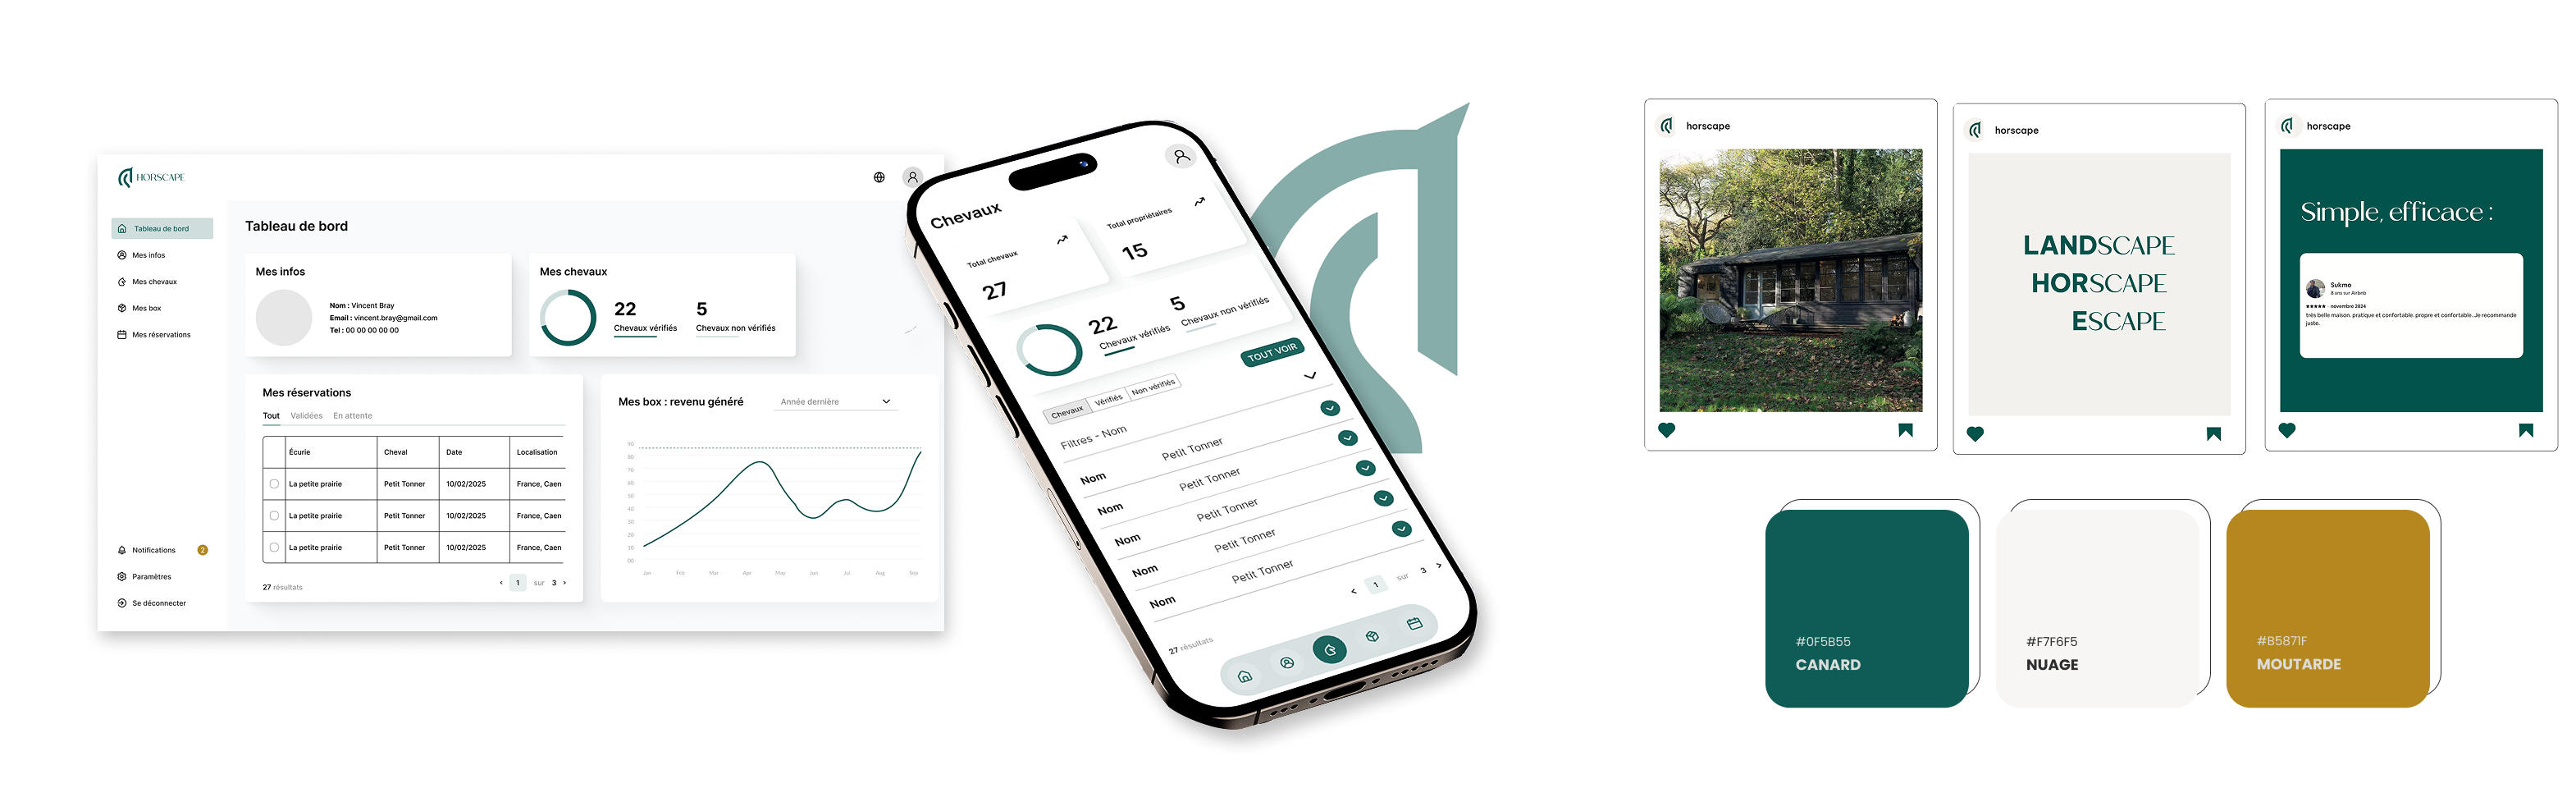 HORSCAPE
Tableau de bord
Mes infos
Mes chevaux
Mes box
Mes réservations
Notifications 2
Paramètres
Se déconnecter
Tableau de bord
Mes infos
Nom : Vincent Bray
Email : vincent.bray@gmail.com
Tel : 00 00 00 00 00
Mes chevaux
22
Chevaux vérifiés
5
Chevaux non vérifiés
Mes réservations
Tout Validées En attente
Écurie Cheval Date Localisation
La petite prairie Petit Tonner 10/02/2025 France, Caen
La petite prairie Petit Tonner 10/02/2025 France, Caen
La petite prairie Petit Tonner 10/02/2025 France, Caen
27 résultats
< 1 sur 3 >
Mes box : revenu généré
Année dernière
90
80
70
60
50
40
30
20
10
00
Jan Feb Mar Apr May Jun Jul Aug Sep
Chevaux
Total chevaux
27
Total propriétaires
15
22
Chevaux vérifiés
5
Chevaux non vérifiés
TOUT VOIR
Chevaux Vérifiés Non vérifiés
Filtres - Nom
Nom Petit Tonner
Nom Petit Tonner
Nom Petit Tonner
Nom Petit Tonner
Nom Petit Tonner
27 résultats
< 1 sur 3 >
horscape
horscape
LANDSCAPE
HORSCAPE
ESCAPE
horscape
Simple, efficace :
Sukmo
8 ans sur Airbnb
★★★★★ · novembre 2024
très belle maison. pratique et confortable. propre et confortable..Je recommande
juste.
#0F5B55
CANARD
#F7F6F5
NUAGE
#B5871F
MOUTARDE